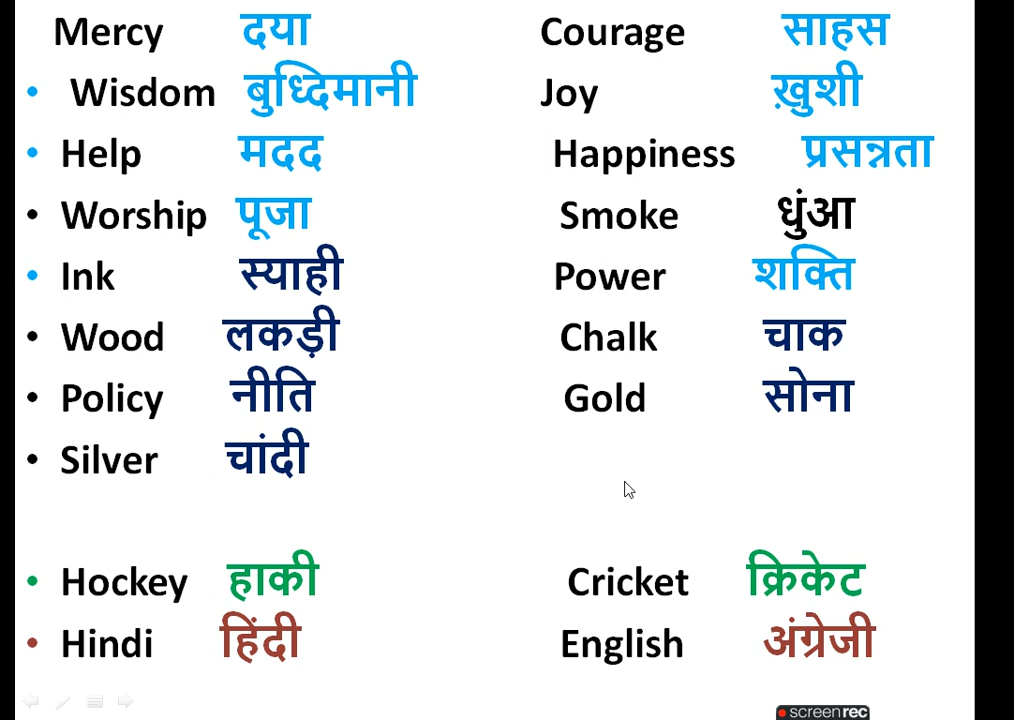 Mercy दया Courage साहस
Wisdom बुध्दिमानी Joy ख़ुशी
Help मदद Happiness प्रसन्नता
Worship पूजा Smoke धुंआ
Ink स्याही Power शक्ति
Wood लकड़ी Chalk चाक
Policy नीति Gold सोना
Silver चांदी
Hockey हाकी Cricket क्रिकेट
Hindi हिंदी English अंग्रेजी
screenrec